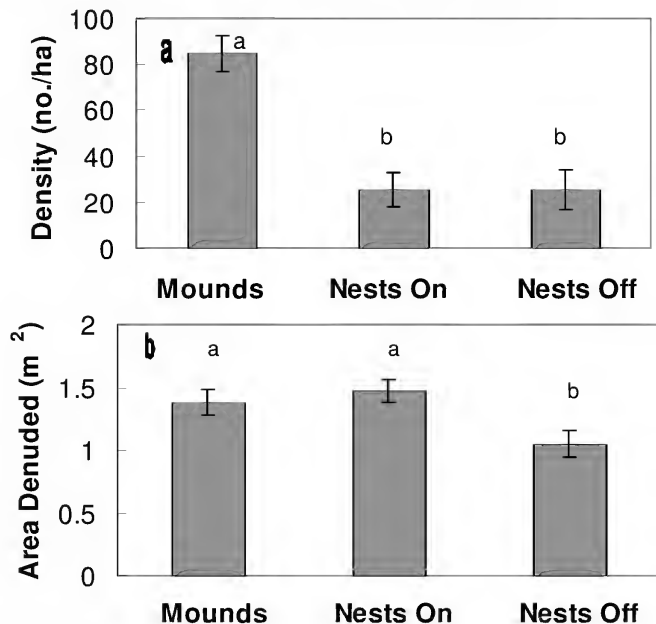 a
a
b
b
Density (no./ha)
100
80
60
40
20
0
Mounds Nests On Nests Off
b
a
a
b
Area Denuded (m²)
2
1.5
1
0.5
0
Mounds Nests On Nests Off